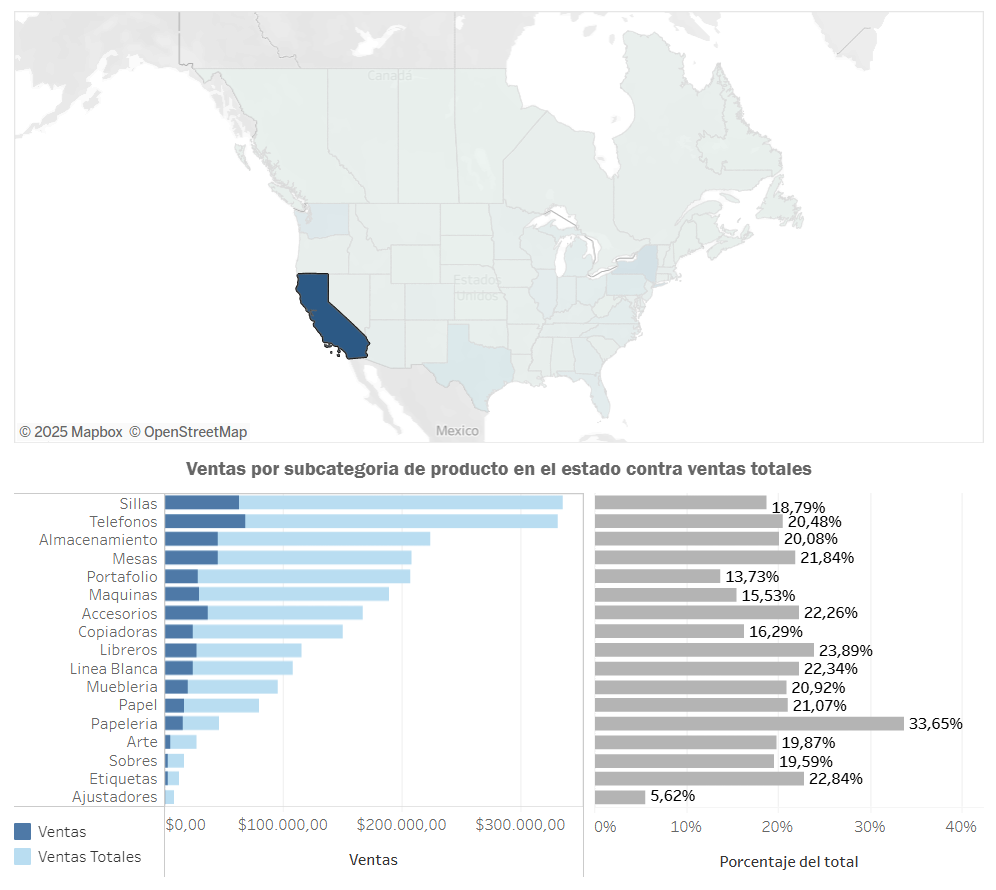 Canadá
Estados
Unidos
Mexico
© 2025 Mapbox © OpenStreetMap
Ventas por subcategoria de producto en el estado contra ventas totales
Sillas 18,79%
Telefonos 20,48%
Almacenamiento 20,08%
Mesas 21,84%
Portafolio 13,73%
Maquinas 15,53%
Accesorios 22,26%
Copiadoras 16,29%
Libreros 23,89%
Linea Blanca 22,34%
Muebleria 20,92%
Papel 21,07%
Papeleria 33,65%
Arte 19,87%
Sobres 19,59%
Etiquetas 22,84%
Ajustadores 5,62%
$0,00 $100.000,00 $200.000,00 $300.000,00 0% 10% 20% 30% 40%
Ventas
Ventas Totales
Ventas Porcentaje del total